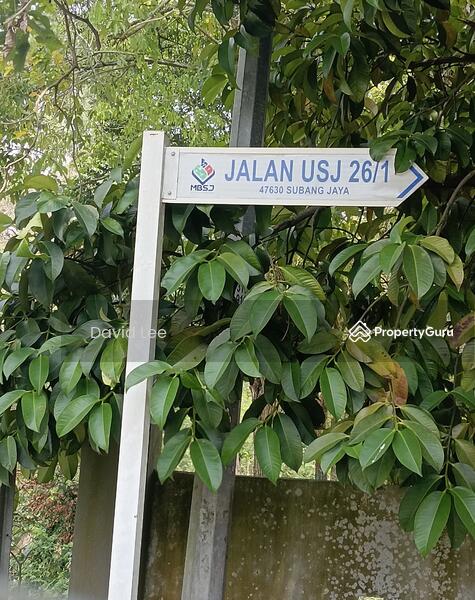 JALAN USJ 26/1
MBSJ
47630 SUBANG JAYA
David Lee
PropertyGuru